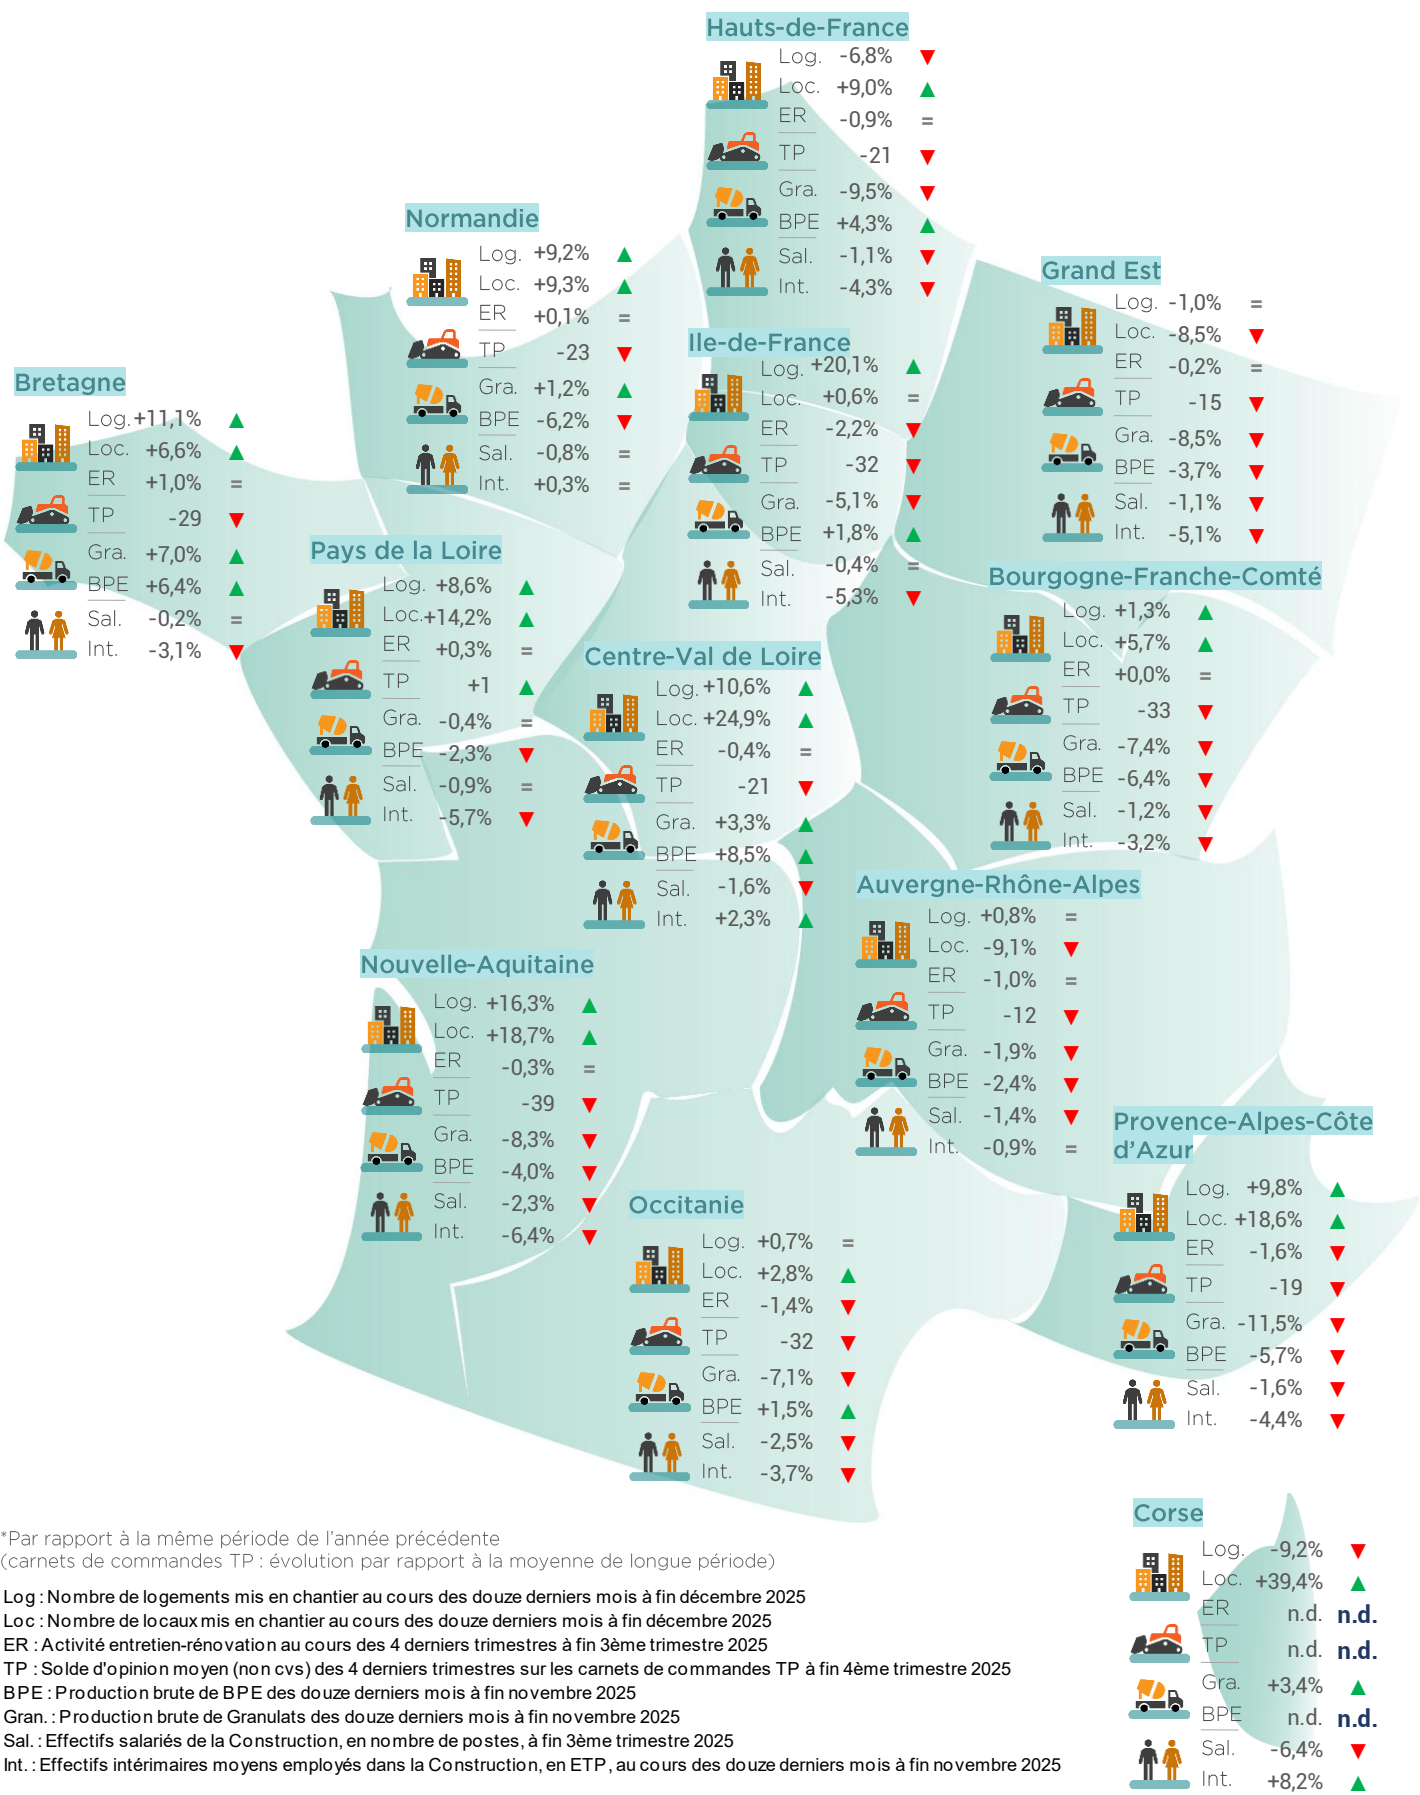 Hauts-de-France
Log. -6,8% ▼
Loc. +9,0% ▲
ER -0,9% =
TP -21 ▼
Gra. -9,5% ▼
BPE +4,3% ▲
Sal. -1,1% ▼
Int. -4,3% ▼
Normandie
Log. +9,2% ▲
Loc. +9,3% ▲
ER +0,1% =
TP -23 ▼
Gra. +1,2% ▲
BPE -6,2% ▼
Sal. -0,8% =
Int. +0,3% =
Grand Est
Log. -1,0% =
Loc. -8,5% ▼
ER -0,2% =
TP -15 ▼
Gra. -8,5% ▼
BPE -3,7% ▼
Sal. -1,1% ▼
Int. -5,1% ▼
Ile-de-France
Log. +20,1% ▲
Loc. +0,6% =
ER -2,2% ▼
TP -32 ▼
Gra. -5,1% ▼
BPE +1,8% ▲
Sal. -0,4% =
Int. -5,3% ▼
Bretagne
Log. +11,1% ▲
Loc. +6,6% ▲
ER +1,0% =
TP -29 ▼
Gra. +7,0% ▲
BPE +6,4% ▲
Sal. -0,2% =
Int. -3,1% ▼
Pays de la Loire
Log. +8,6% ▲
Loc. +14,2% ▲
ER +0,3% =
TP +1 ▲
Gra. -0,4% =
BPE -2,3% ▼
Sal. -0,9% =
Int. -5,7% ▼
Bourgogne-Franche-Comté
Log. +1,3% ▲
Loc. +5,7% ▲
ER +0,0% =
TP -33 ▼
Gra. -7,4% ▼
BPE -6,4% ▼
Sal. -1,2% ▼
Int. -3,2% ▼
Centre-Val de Loire
Log. +10,6% ▲
Loc. +24,9% ▲
ER -0,4% =
TP -21 ▼
Gra. +3,3% ▲
BPE +8,5% ▲
Sal. -1,6% ▼
Int. +2,3% ▲
Auvergne-Rhône-Alpes
Log. +0,8% =
Loc. -9,1% ▼
ER -1,0% =
TP -12 ▼
Gra. -1,9% ▼
BPE -2,4% ▼
Sal. -1,4% ▼
Int. -0,9% =
Nouvelle-Aquitaine
Log. +16,3% ▲
Loc. +18,7% ▲
ER -0,3% =
TP -39 ▼
Gra. -8,3% ▼
BPE -4,0% ▼
Sal. -2,3% ▼
Int. -6,4% ▼
Provence-Alpes-Côte
d'Azur
Log. +9,8% ▲
Loc. +18,6% ▲
ER -1,6% ▼
TP -19 ▼
Gra. -11,5% ▼
BPE -5,7% ▼
Sal. -1,6% ▼
Int. -4,4% ▼
Occitanie
Log. +0,7% =
Loc. +2,8% ▲
ER -1,4% ▼
TP -32 ▼
Gra. -7,1% ▼
BPE +1,5% ▲
Sal. -2,5% ▼
Int. -3,7% ▼
Corse
Log. -9,2% ▼
Loc. +39,4% ▲
ER n.d. n.d.
TP n.d. n.d.
Gra. +3,4% ▲
BPE n.d. n.d.
Sal. -6,4% ▼
Int. +8,2% ▲
*Par rapport à la même période de l'année précédente
(carnets de commandes TP : évolution par rapport à la moyenne de longue période)
Log : Nombre de logements mis en chantier au cours des douze derniers mois à fin décembre 2025
Loc : Nombre de locaux mis en chantier au cours des douze derniers mois à fin décembre 2025
ER : Activité entretien-rénovation au cours des 4 derniers trimestres à fin 3ème trimestre 2025
TP : Solde d'opinion moyen (non cvs) des 4 derniers trimestres sur les carnets de commandes TP à fin 4ème trimestre 2025
BPE : Production brute de BPE des douze derniers mois à fin novembre 2025
Gran. : Production brute de Granulats des douze derniers mois à fin novembre 2025
Sal. : Effectifs salariés de la Construction, en nombre de postes, à fin 3ème trimestre 2025
Int. : Effectifs intérimaires moyens employés dans la Construction, en ETP, au cours des douze derniers mois à fin novembre 2025